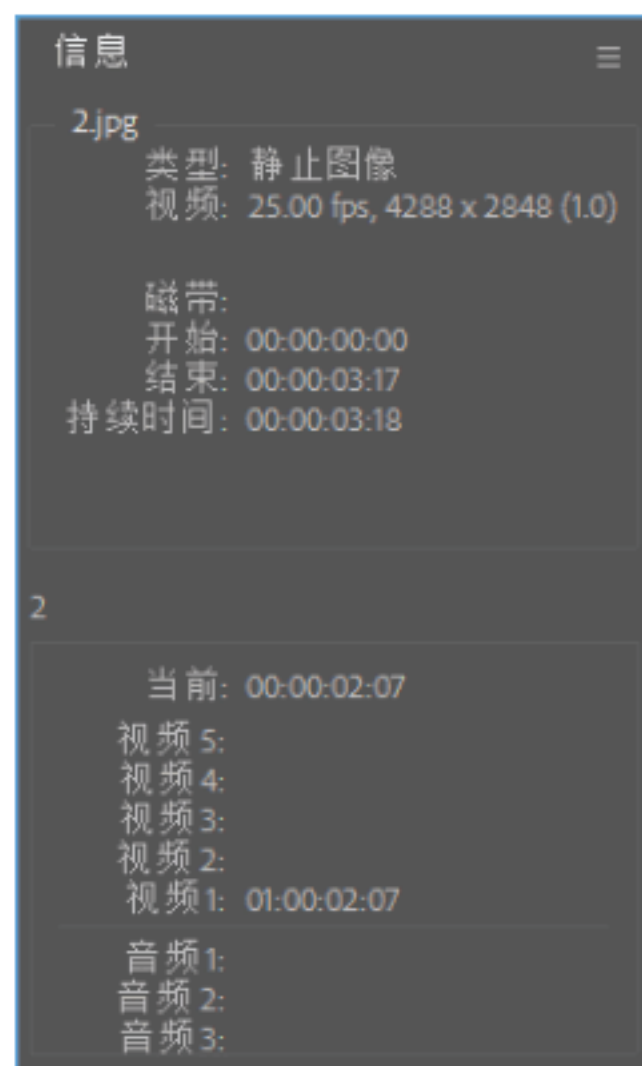 信息
2.jpg
类型: 静止图像
视频: 25.00 fps, 4288 x 2848 (1.0)
磁带:
开始: 00:00:00:00
结束: 00:00:03:17
持续时间: 00:00:03:18
2
当前: 00:00:02:07
视频 5:
视频 4:
视频 3:
视频 2:
视频 1: 01:00:02:07
音频 1:
音频 2:
音频 3: